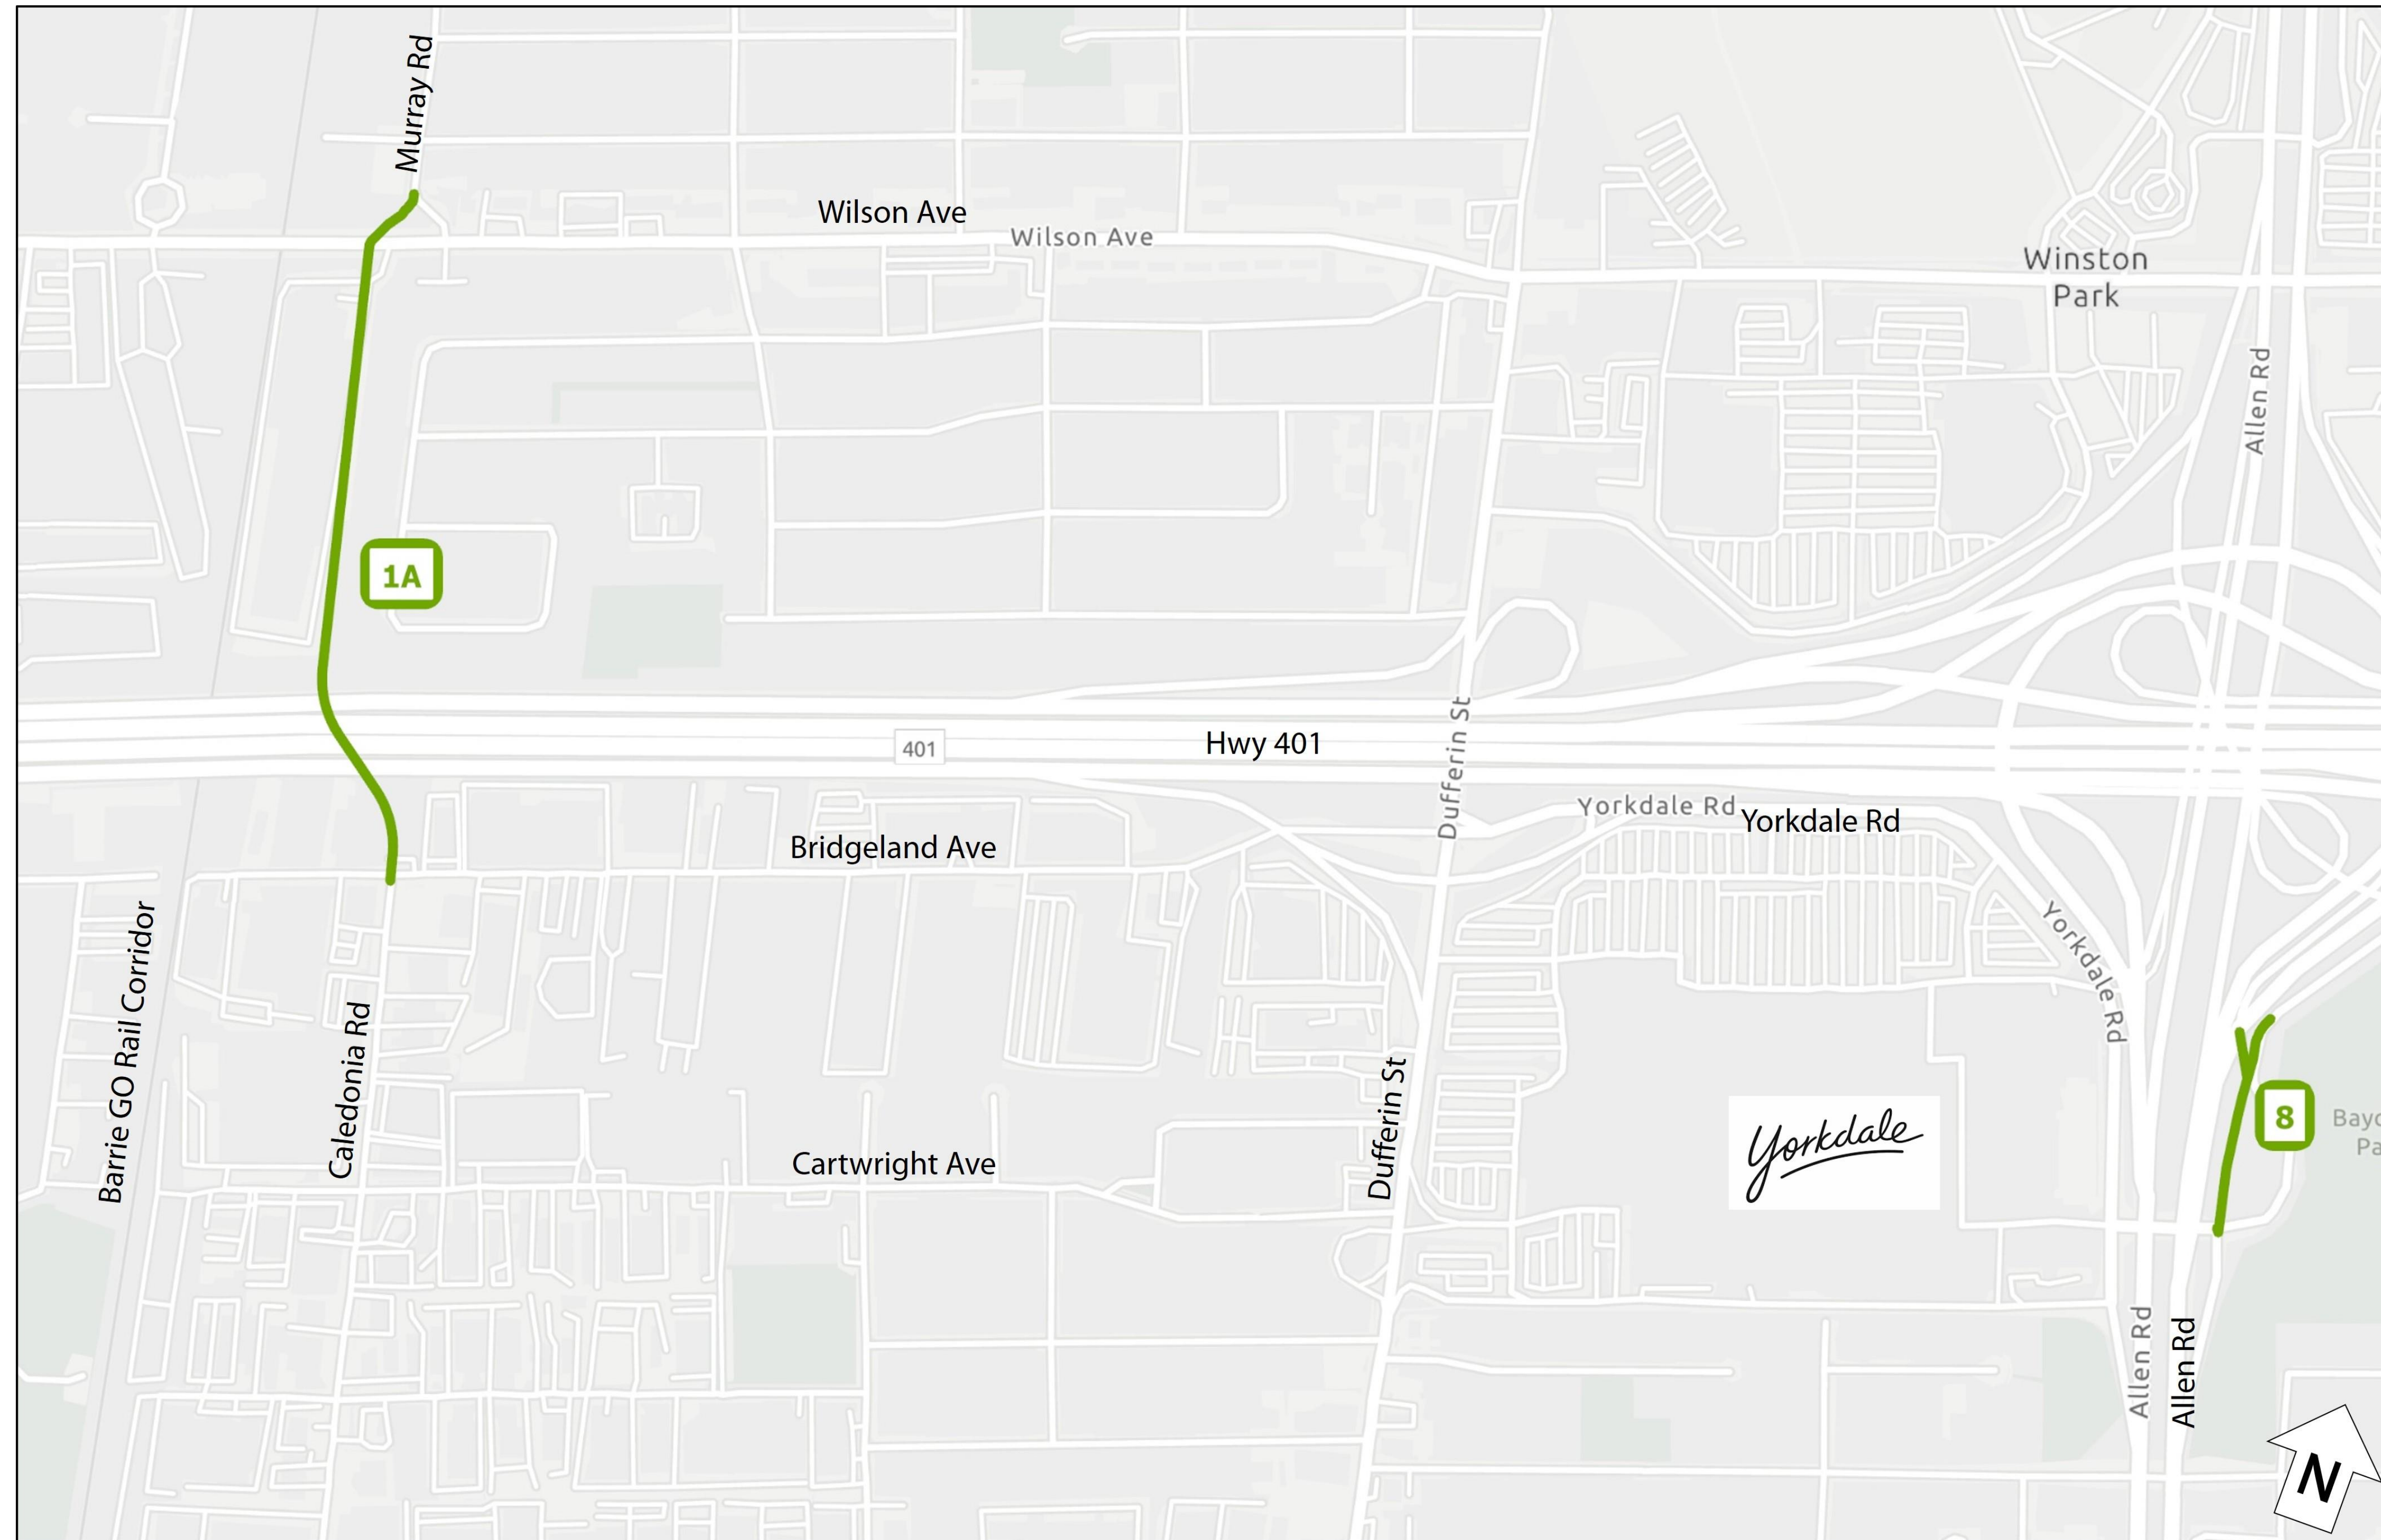 Murray Rd
Wilson Ave
Wilson Ave
Winston
Park
Allen Rd
1A
Dufferin St
401
Hwy 401
Yorkdale Rd
Yorkdale Rd
Bridgeland Ave
Yorkdale Rd
Barrie GO Rail Corridor
Caledonia Rd
Dufferin St
Cartwright Ave
Yorkdale
8
Allen Rd
Allen Rd
N